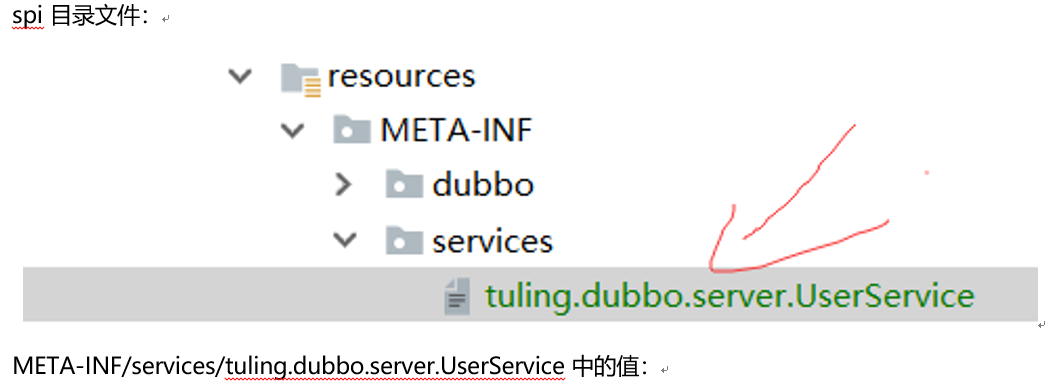 spi 目录文件：
resources
META-INF
dubbo
services
tuling.dubbo.server.UserService
META-INF/services/tuling.dubbo.server.UserService 中的值：